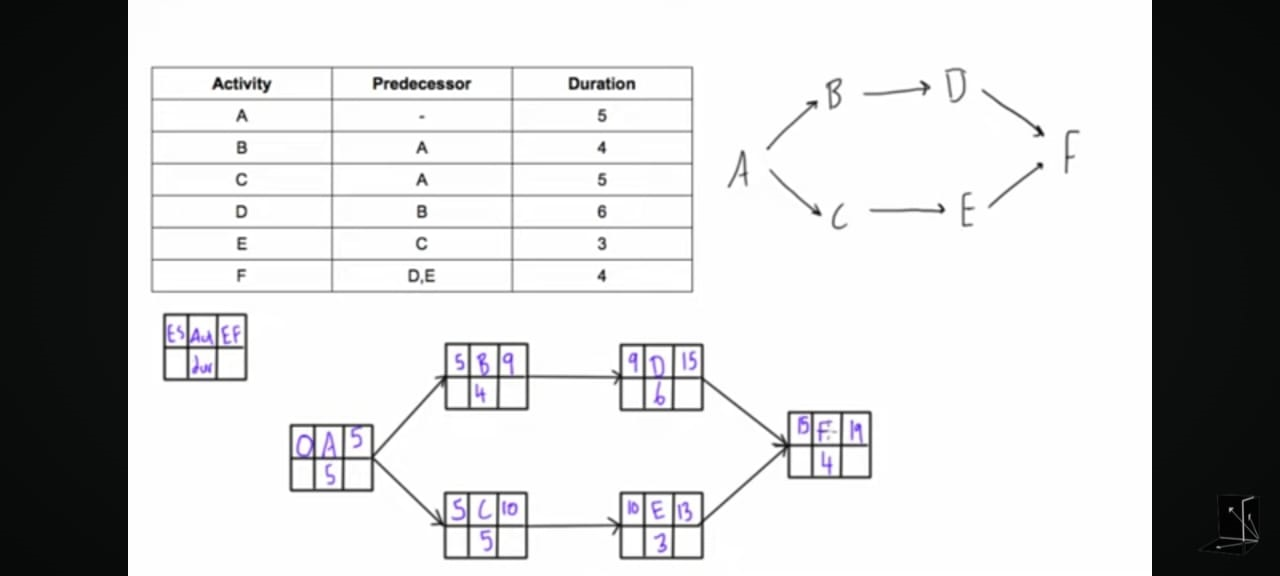 Activity Predecessor Duration
A - 5
B A 4
C A 5
D B 6
E C 3
F D,E 4
B D
A F
C E
ES Act EF
dur
5 B 9
4
9 D 15
6
0 A 5
5
15 F 19
4
5 C 10
5
10 E 13
3